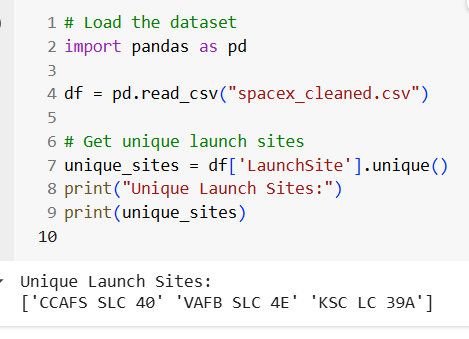 1 # Load the dataset
2 import pandas as pd
3
4 df = pd.read_csv("spacex_cleaned.csv")
5
6 # Get unique launch sites
7 unique_sites = df['LaunchSite'].unique()
8 print("Unique Launch Sites:")
9 print(unique_sites)
10
Unique Launch Sites:
['CCAFS SLC 40' 'VAFB SLC 4E' 'KSC LC 39A']